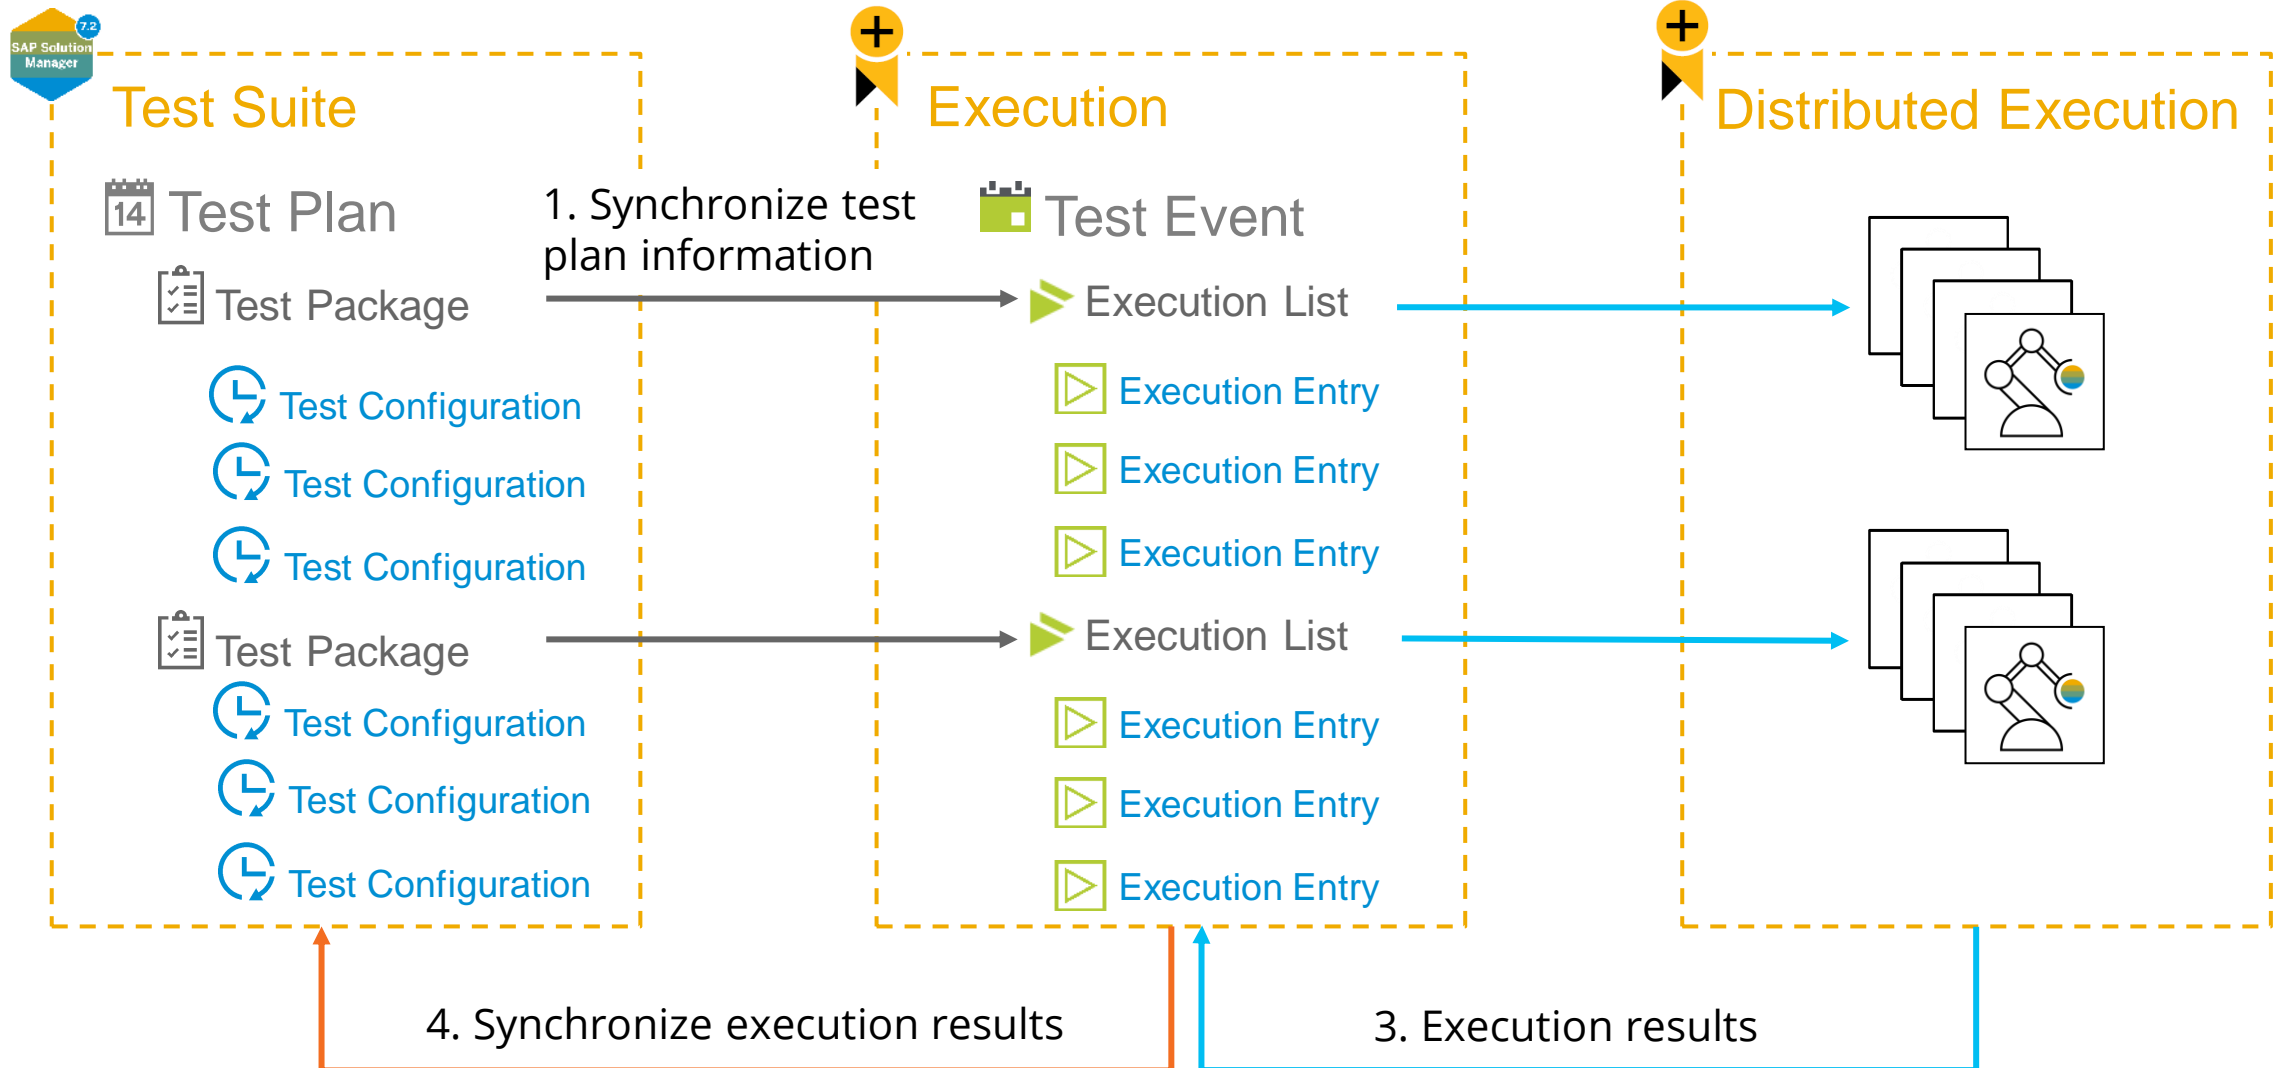 7.2
SAP Solution
Manager
Test Suite
14
Test Plan
Test Package
Test Configuration
Test Configuration
Test Configuration
Test Package
Test Configuration
Test Configuration
Test Configuration
1. Synchronize test
plan information
Execution
Test Event
Execution List
Execution Entry
Execution Entry
Execution Entry
Execution List
Execution Entry
Execution Entry
Execution Entry
Distributed Execution
4. Synchronize execution results
3. Execution results